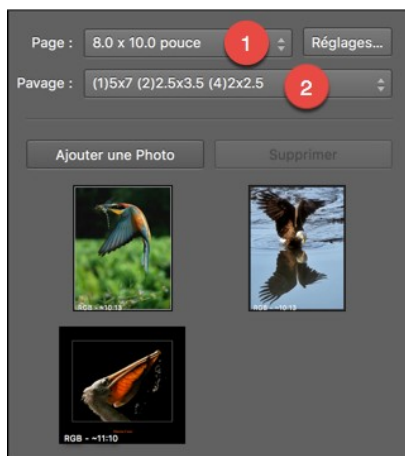 Page : 8.0 x 10.0 pouce 1 Réglages...
Pavage : (1)5x7 (2)2.5x3.5 (4)2x2.5 2
Ajouter une Photo Supprimer
RGB - ~10:13 RGB - ~10:13
RGB - ~11:10